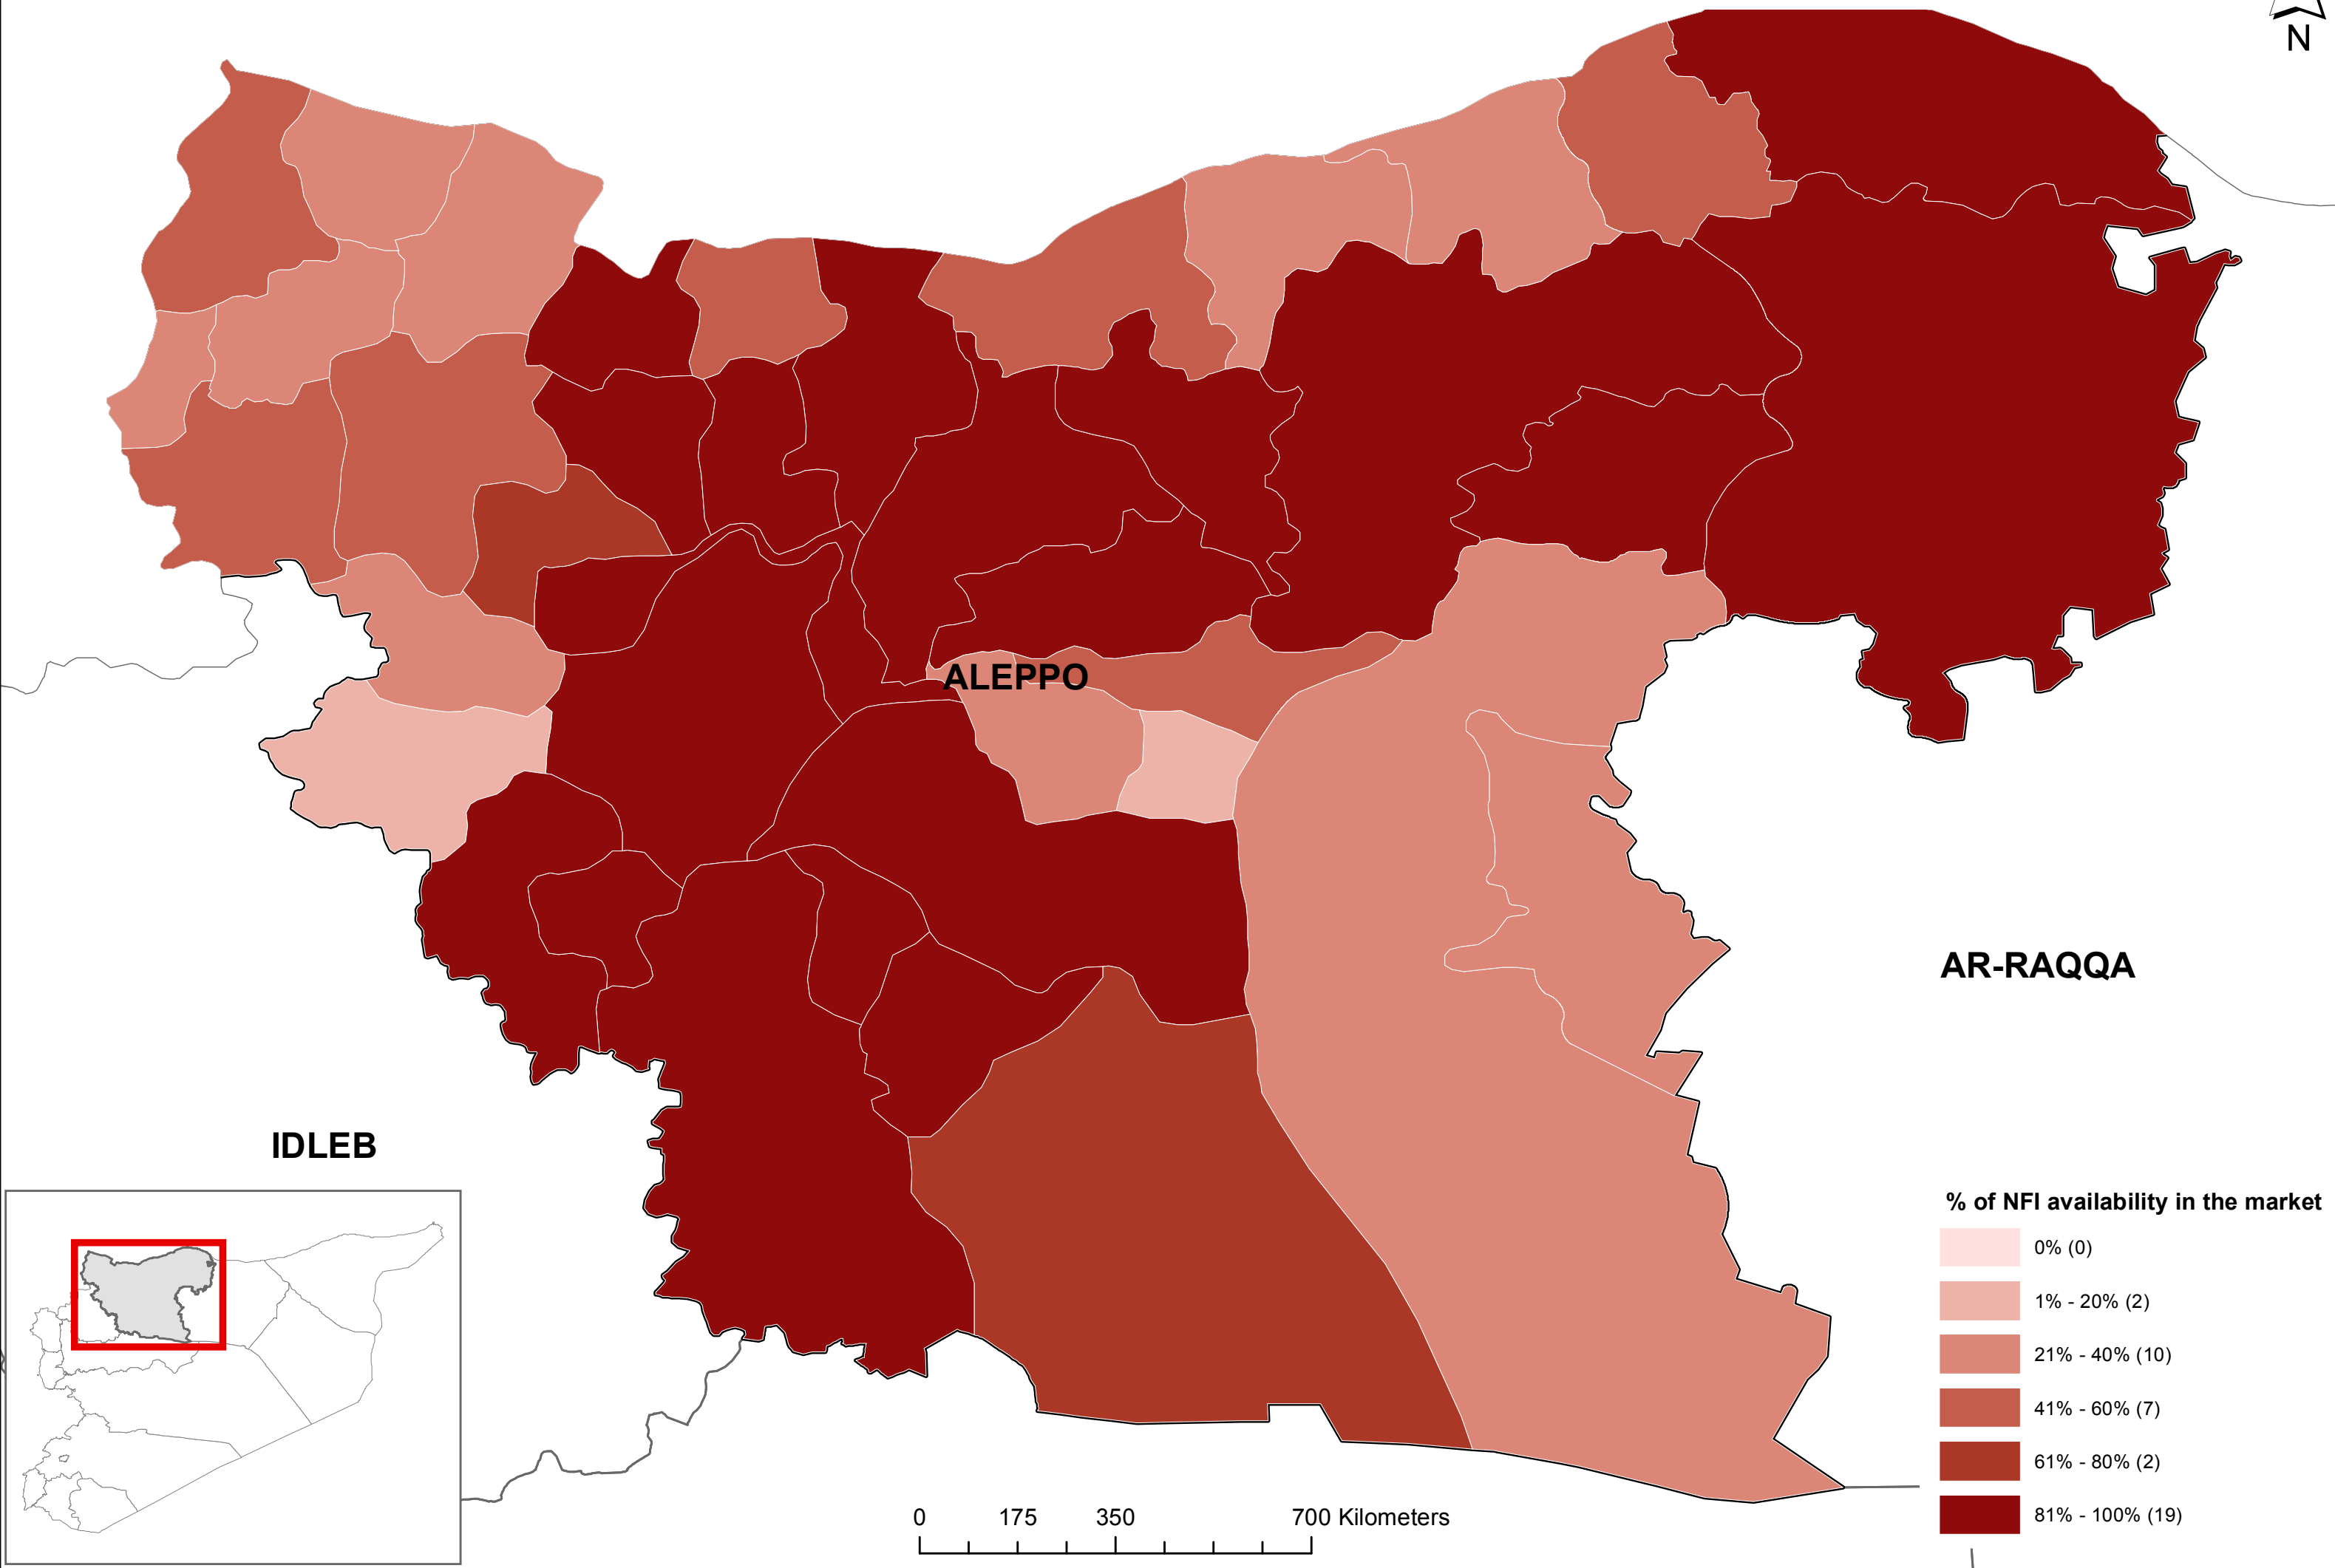 N
ALEPPO
AR-RAQQA
IDLEB
% of NFI availability in the market
0% (0)
1% - 20% (2)
21% - 40% (10)
41% - 60% (7)
61% - 80% (2)
81% - 100% (19)
0 175 350 700 Kilometers